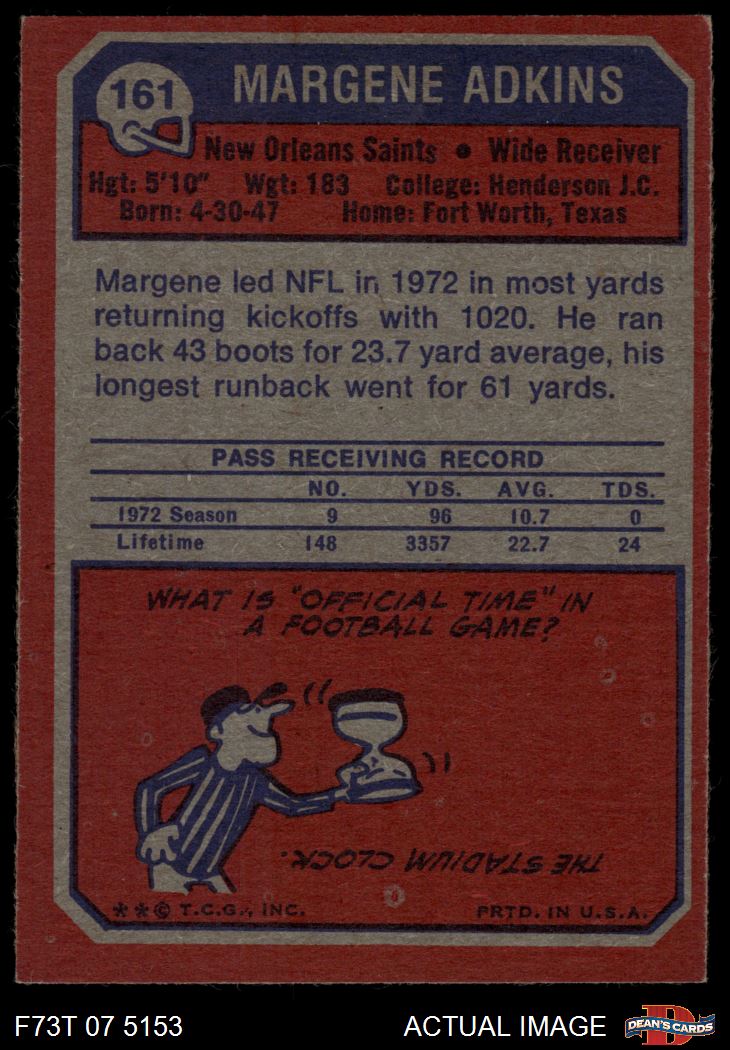 161
MARGENE ADKINS
New Orleans Saints • Wide Receiver
Hgt: 5'10" Wgt: 183 College: Henderson J.C.
Born: 4-30-47 Home: Fort Worth, Texas
Margene led NFL in 1972 in most yards
returning kickoffs with 1020. He ran
back 43 boots for 23.7 yard average, his
longest runback went for 61 yards.
PASS RECEIVING RECORD
NO. YDS. AVG. TDS.
1972 Season 9 96 10.7 0
Lifetime 148 3357 22.7 24
WHAT IS "OFFICIAL TIME" IN
A FOOTBALL GAME?
THE STADIUM CLOCK.
**© T.C.G., INC. PRTD. IN U.S.A.
F73T 07 5153 ACTUAL IMAGE D DEAN'S CARDS